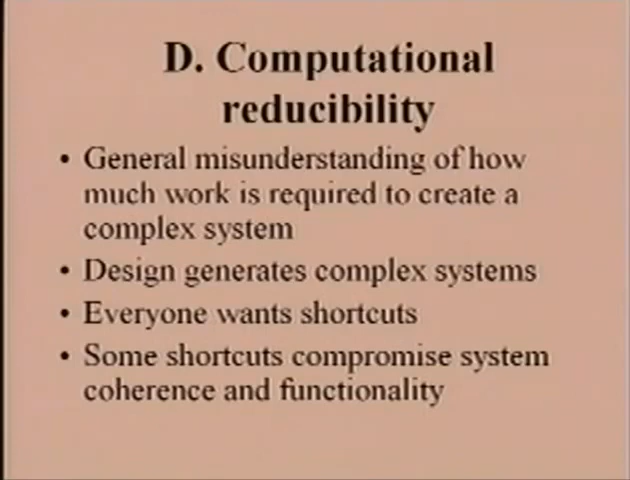 D. Computational
reducibility
• General misunderstanding of how
much work is required to create a
complex system
• Design generates complex systems
• Everyone wants shortcuts
• Some shortcuts compromise system
coherence and functionality